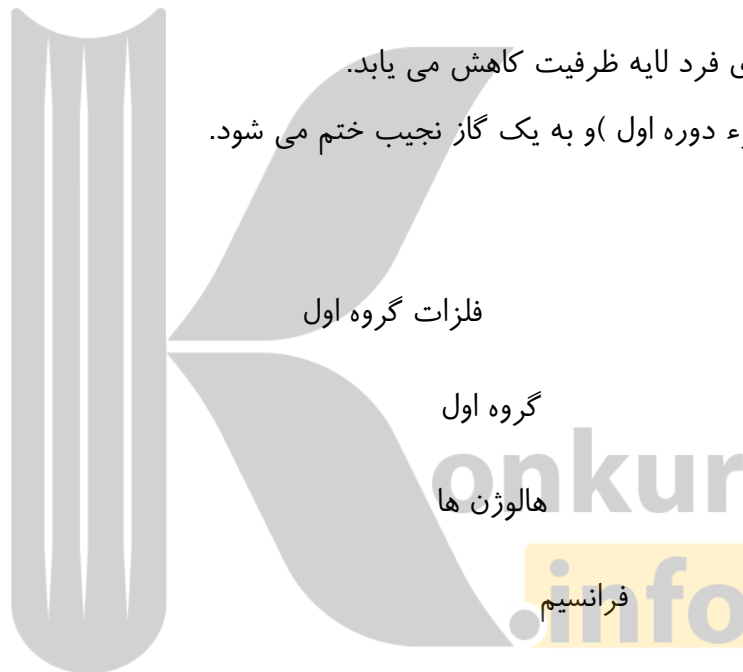 فرد لایه ظرفیت کاهش می یابد.
دوره اول )و به یک گاز نجیب ختم می شود.
فلزات گروه اول
گروه اول
هالوژن ها
فرانسیم
onkur
.info